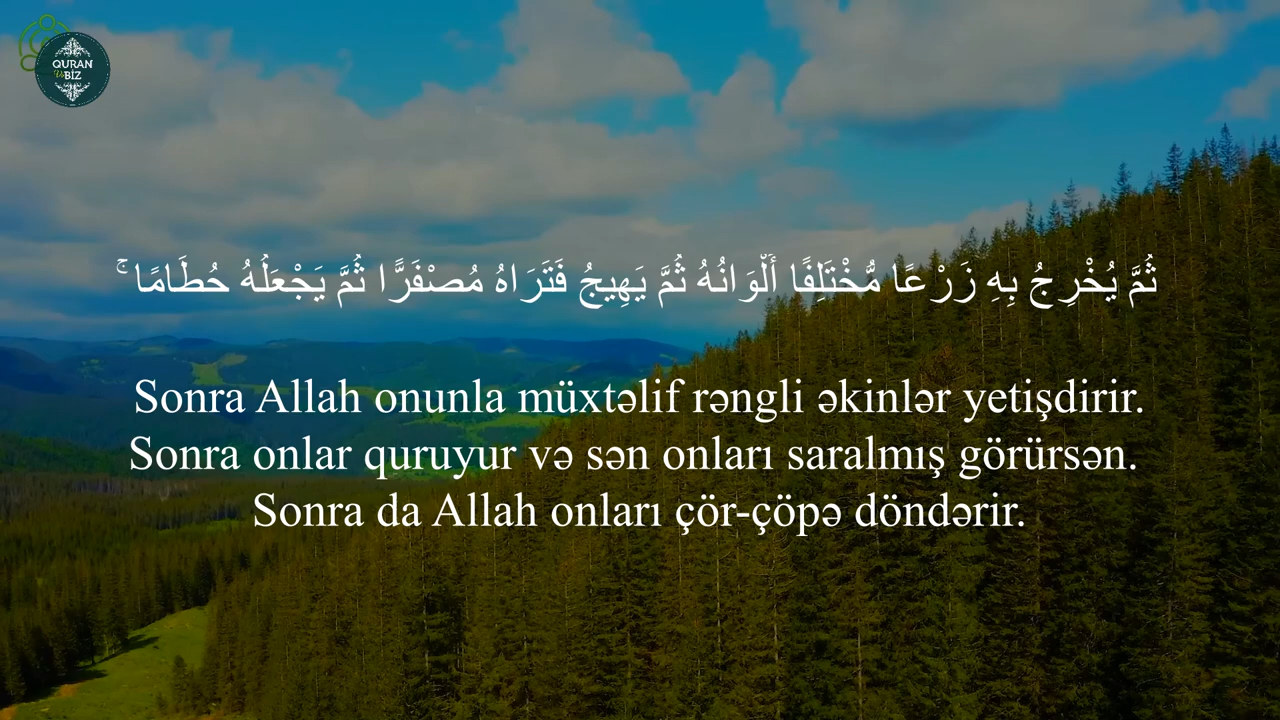 QURAN
Və BİZ
ثُمَّ يُخْرِجُ بِهِ زَرْعًا مُّخْتَلِفًا أَلْوَانُهُ ثُمَّ يَهِيجُ فَتَرَاهُ مُصْفَرًّا ثُمَّ يَجْعَلُهُ حُطَامًا ۚ
Sonra Allah onunla müxtəlif rəngli əkinlər yetişdirir.
Sonra onlar quruyur və sən onları saralmış görürsən.
Sonra da Allah onları çör-çöpə döndərir.